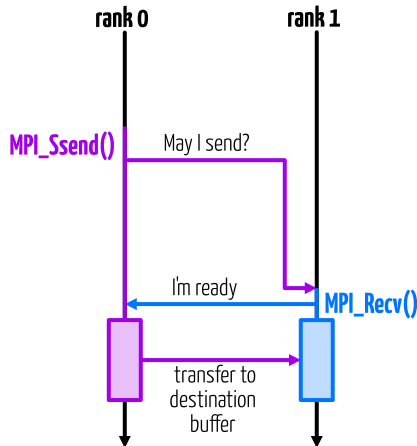 rank 0
rank 1
MPI_Ssend()
May I send?
I'm ready
MPI_Recv()
transfer to
destination
buffer